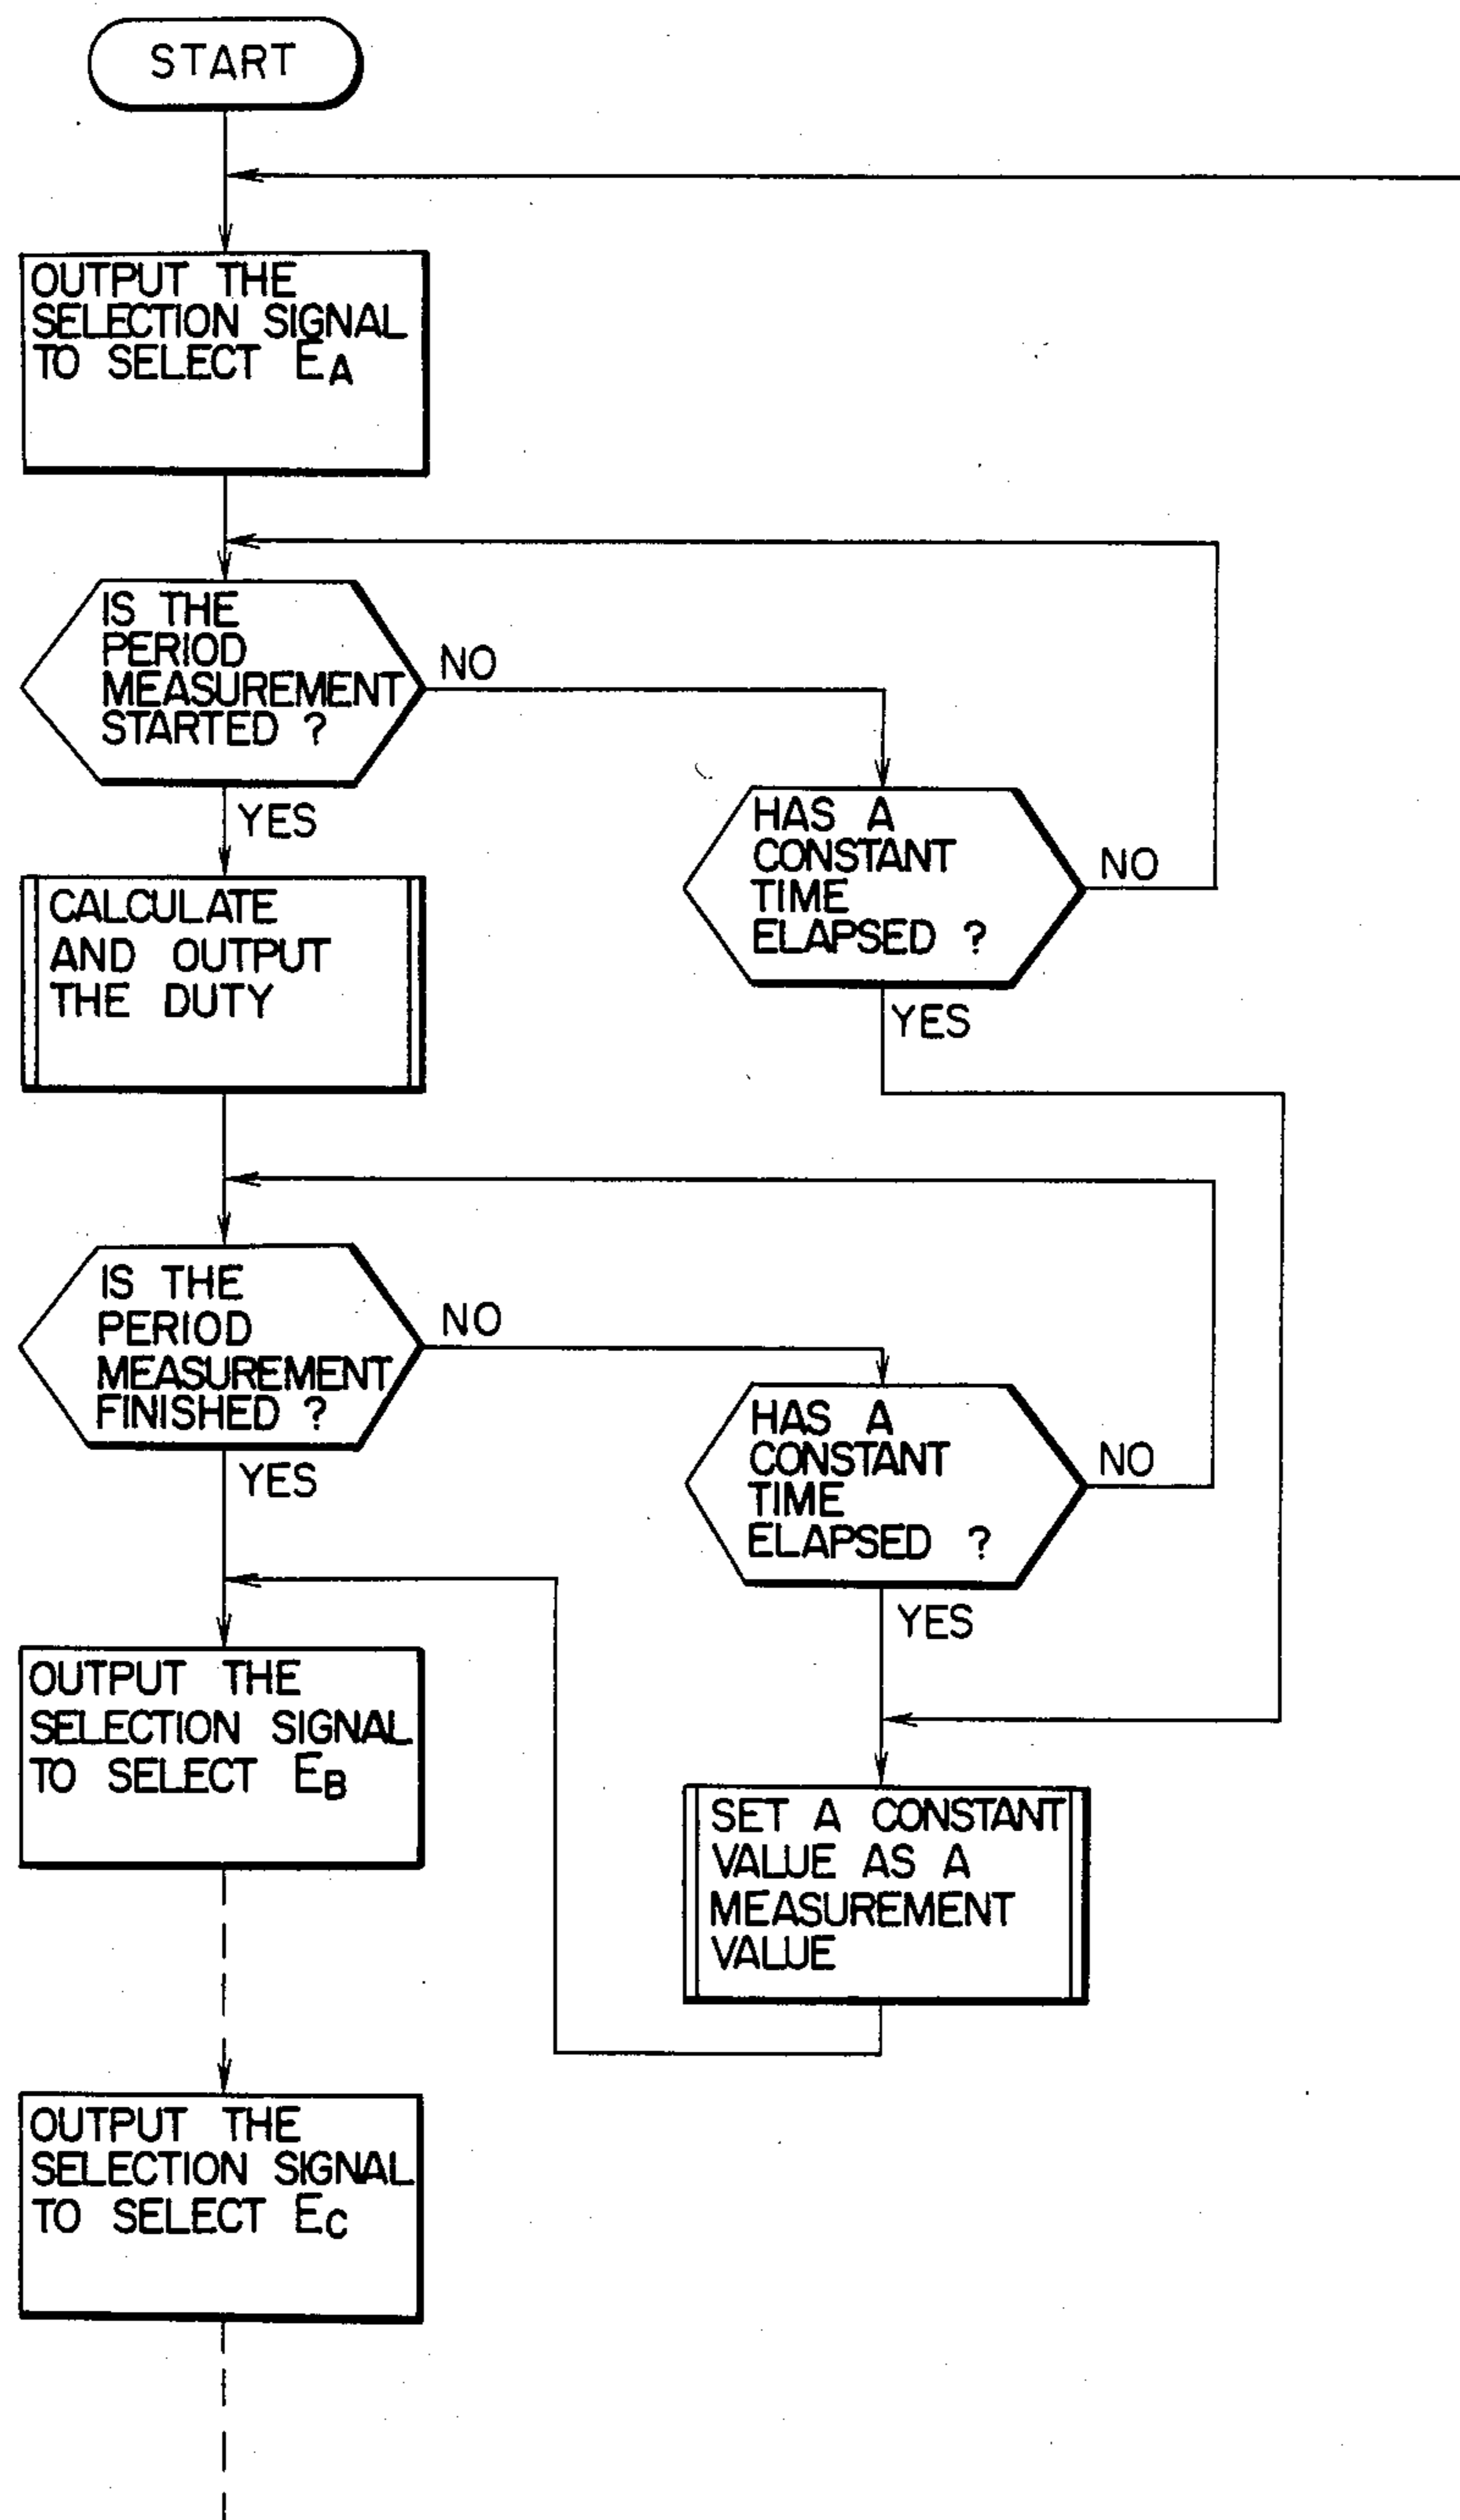 START
OUTPUT THE
SELECTION SIGNAL
TO SELECT EA
IS THE
PERIOD
MEASUREMENT
STARTED ?
NO
YES
HAS A
CONSTANT
TIME
ELAPSED ?
NO
YES
CALCULATE
AND OUTPUT
THE DUTY
IS THE
PERIOD
MEASUREMENT
FINISHED ?
NO
YES
HAS A
CONSTANT
TIME
ELAPSED ?
NO
YES
OUTPUT THE
SELECTION SIGNAL
TO SELECT EB
SET A CONSTANT
VALUE AS A
MEASUREMENT
VALUE
OUTPUT THE
SELECTION SIGNAL
TO SELECT EC